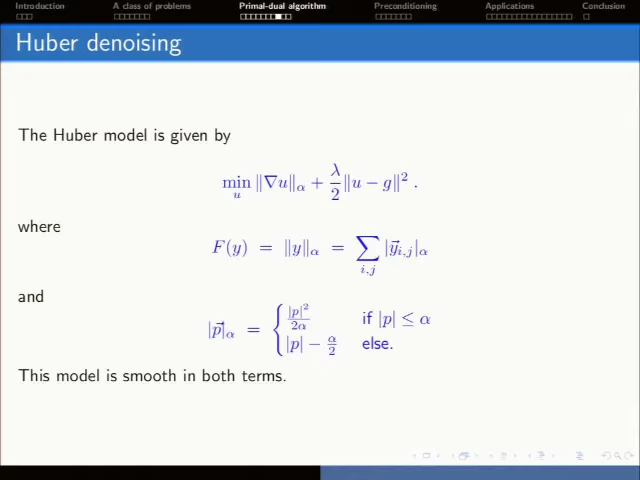 Introduction A class of problems Primal-dual algorithm Preconditioning Applications Conclusion
Huber denoising
The Huber model is given by
min_u ‖∇u‖_α + λ/2 ‖u − g‖² .
where
F(y) = ‖y‖_α = ∑_{i,j} |y⃗_{i,j}|_α
and
|p⃗|_α = { |p|²/2α if |p| ≤ α
|p| − α/2 else.
This model is smooth in both terms.